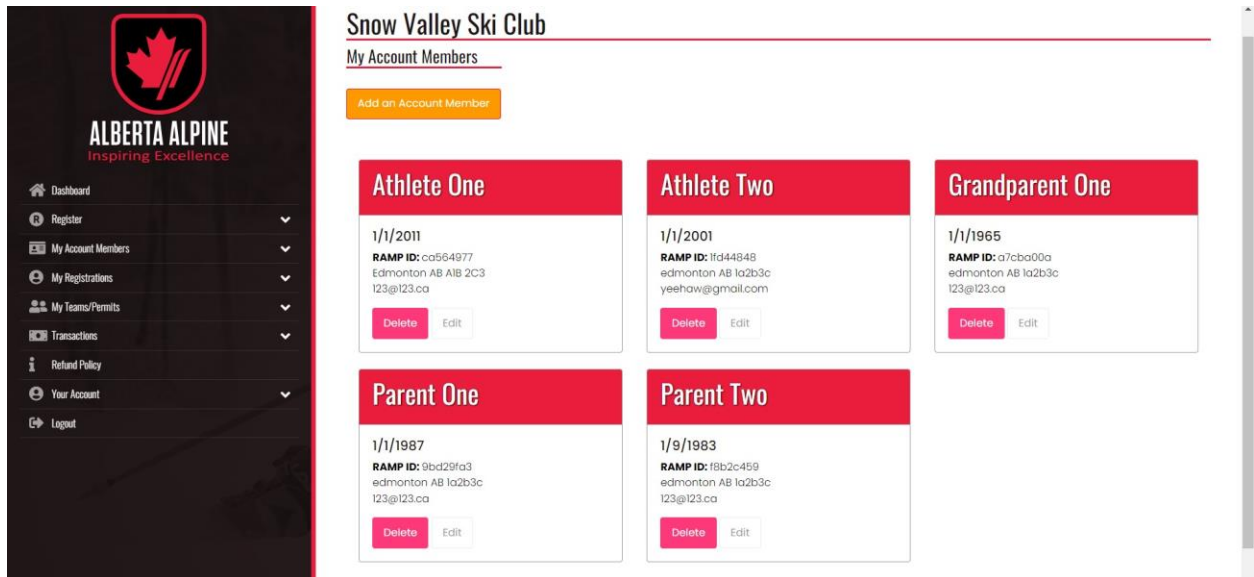 ALBERTA ALPINE
Inspiring Excellence
Dashboard
Register
My Account Members
My Registrations
My Teams/Permits
Transactions
Refund Policy
Your Account
Logout
Snow Valley Ski Club
My Account Members
Add an Account Member
Athlete One
1/1/2011
RAMP ID: ca564977
Edmonton AB A1B 2C3
123@123.ca
Delete Edit
Athlete Two
1/1/2001
RAMP ID: 1fd44848
edmonton AB 1a2b3c
yeehaw@gmail.com
Delete Edit
Grandparent One
1/1/1965
RAMP ID: a7cba00a
edmonton AB 1a2b3c
123@123.ca
Delete Edit
Parent One
1/1/1987
RAMP ID: 9bd29fa3
edmonton AB 1a2b3c
123@123.ca
Delete Edit
Parent Two
1/9/1983
RAMP ID: f8b2c459
edmonton AB 1a2b3c
123@123.ca
Delete Edit